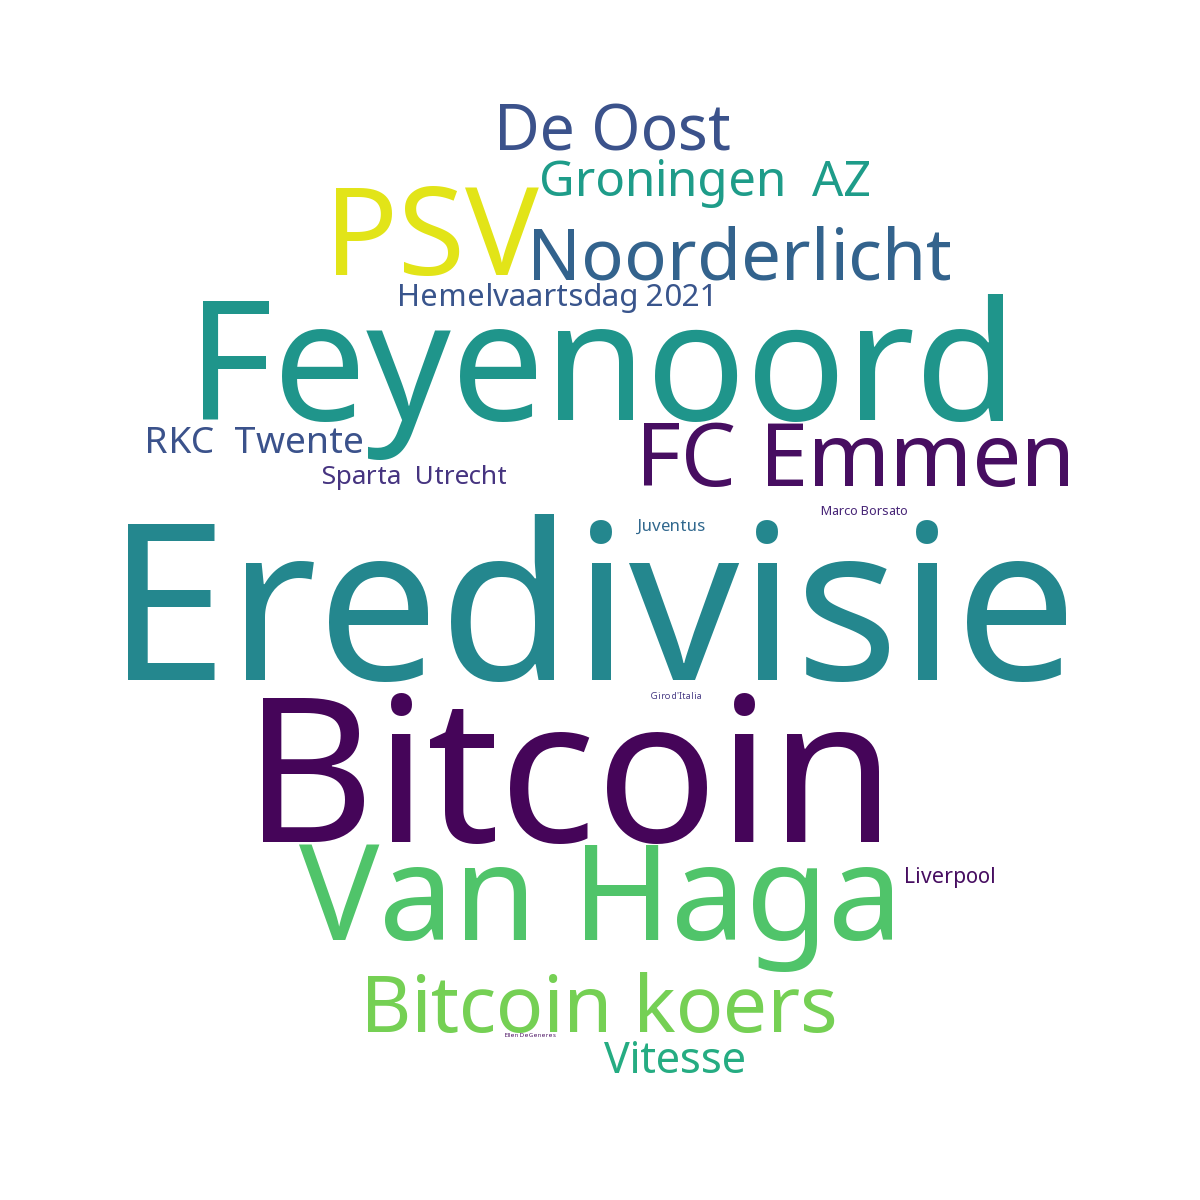 De Oost
Groningen  AZ
PSV
Noorderlicht
Hemelvaartsdag 2021
Feyenoord
RKC  Twente
FC Emmen
Sparta  Utrecht
Marco Borsato
Juventus
Eredivisie
Giro d'Italia
Bitcoin
Van Haga
Liverpool
Bitcoin koers
Ellen DeGeneres
Vitesse